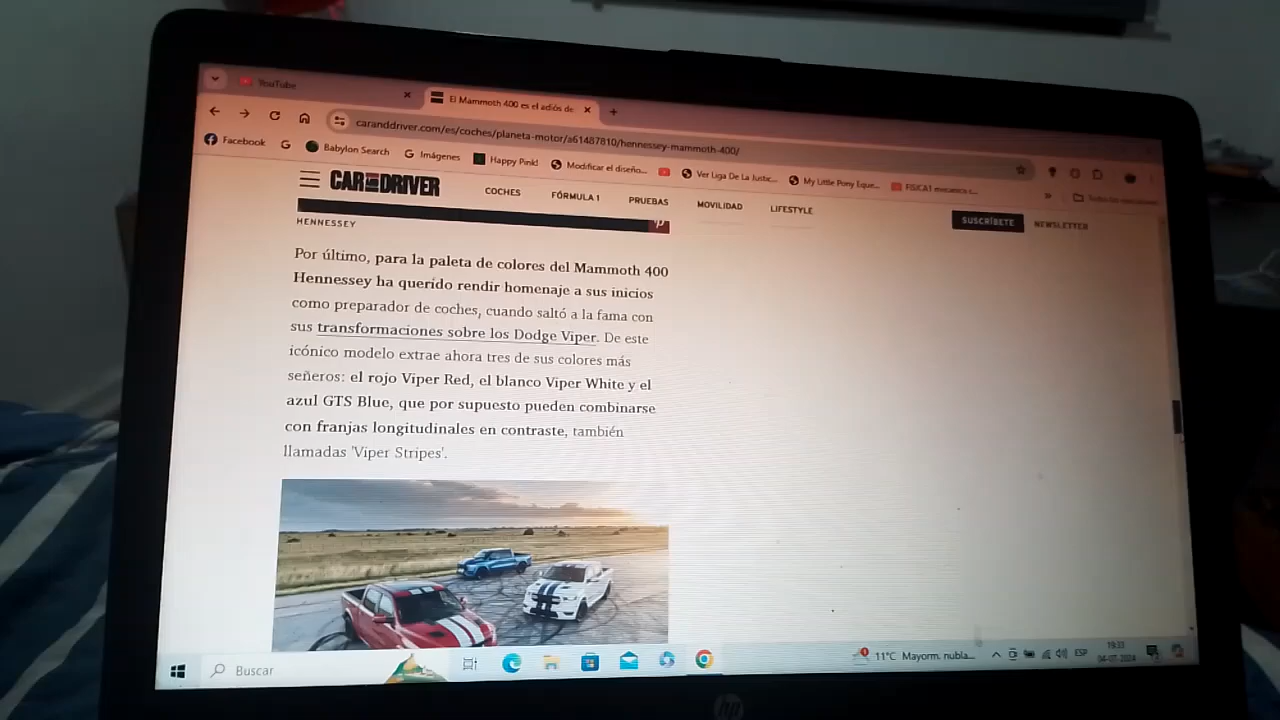 YouTube
El Mammoth 400 es el adiós de
caranddriver.com/es/coches/planeta-motor/a61487810/hennessey-mammoth-400/
Facebook
Babylon Search
Imágenes
Happy Pink!
Modificar el diseño...
Ver Liga De La Justic...
My Little Pony Eque...
CAR AND DRIVER
COCHES
FÓRMULA 1
PRUEBAS
MOVILIDAD
LIFESTYLE
SUSCRÍBETE
NEWSLETTER
HENNESSEY
Por último, para la paleta de colores del Mammoth 400
Hennessey ha querido rendir homenaje a sus inicios
como preparador de coches, cuando saltó a la fama con
sus transformaciones sobre los Dodge Viper. De este
icónico modelo extrae ahora tres de sus colores más
señeros: el rojo Viper Red, el blanco Viper White y el
azul GTS Blue, que por supuesto pueden combinarse
con franjas longitudinales en contraste, también
llamadas 'Viper Stripes'.
Buscar
11°C Mayorm. nubla...
ESP
19:33
04-07-2024
hp